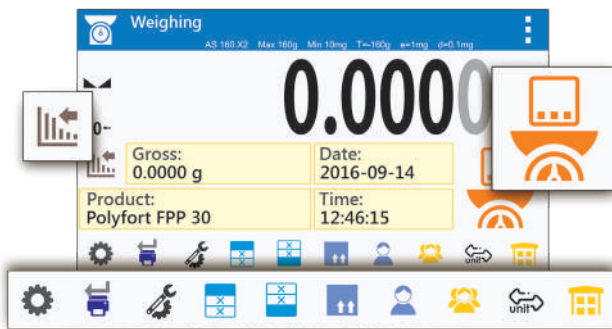 Weighing
AS 160.X2 Max 160g Min 10mg T=-160g e=1mg d=0.1mg
0.0000
0
Gross:
0.0000 g
Date:
2016-09-14
Product:
Polyfort FPP 30
Time:
12:46:15
unit
unit